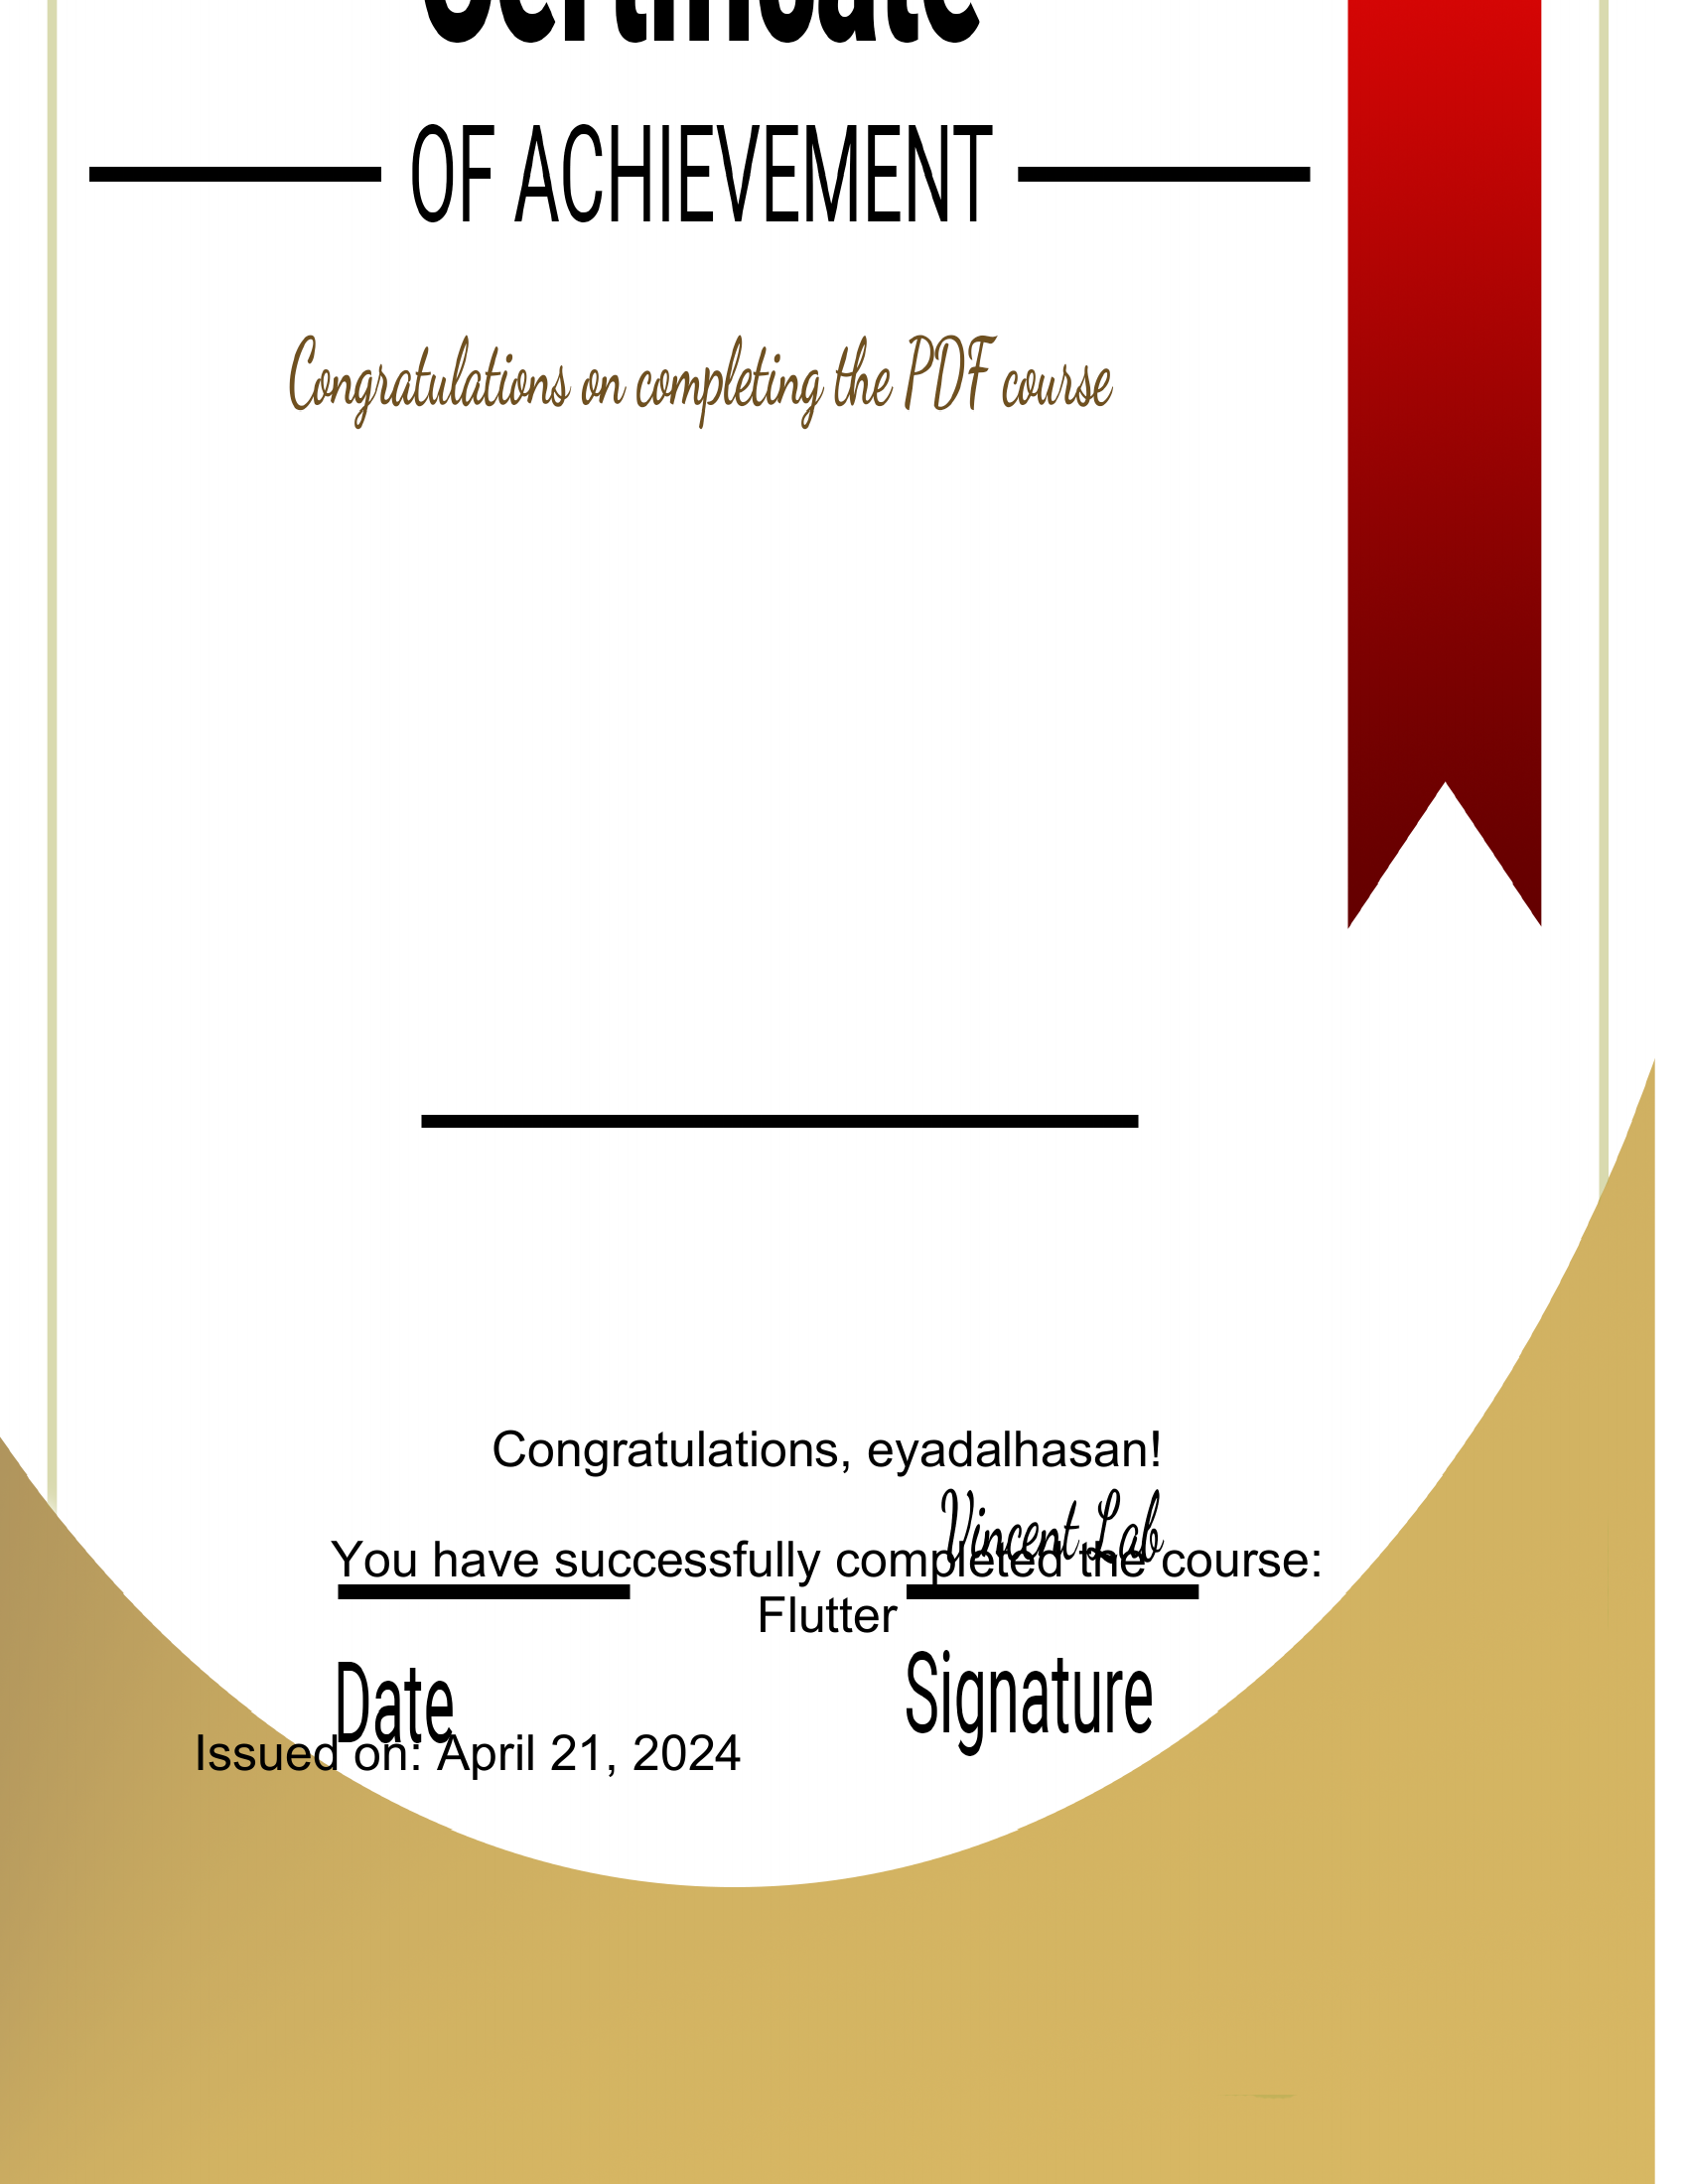 Certificate
OF ACHIEVEMENT
Congratulations on completing the PDF course
Congratulations, eyadalhasan!
Vincent Lab
You have successfully completed the course:
Flutter
Date
Signature
Issued on: April 21, 2024